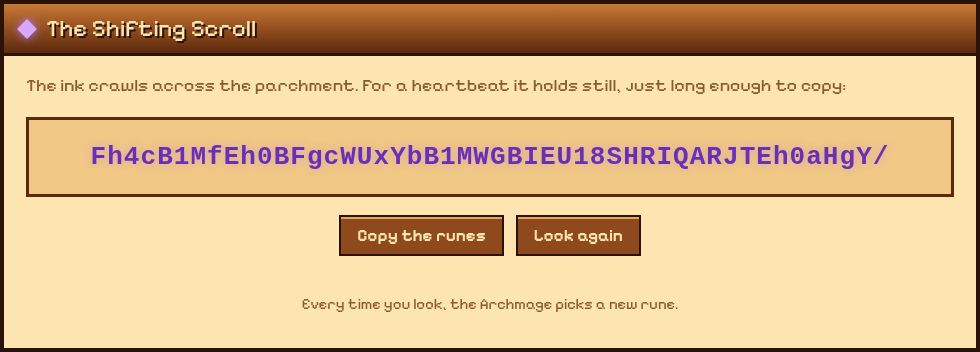 The Shifting Scroll
The ink crawls across the parchment. For a heartbeat it holds still, just long enough to copy:
Fh4cB1MfEh0BFgcWUxYbB1MWGBIEU18SHRIQARJTEh0aHgY/
Copy the runes
Look again
Every time you look, the Archmage picks a new rune.